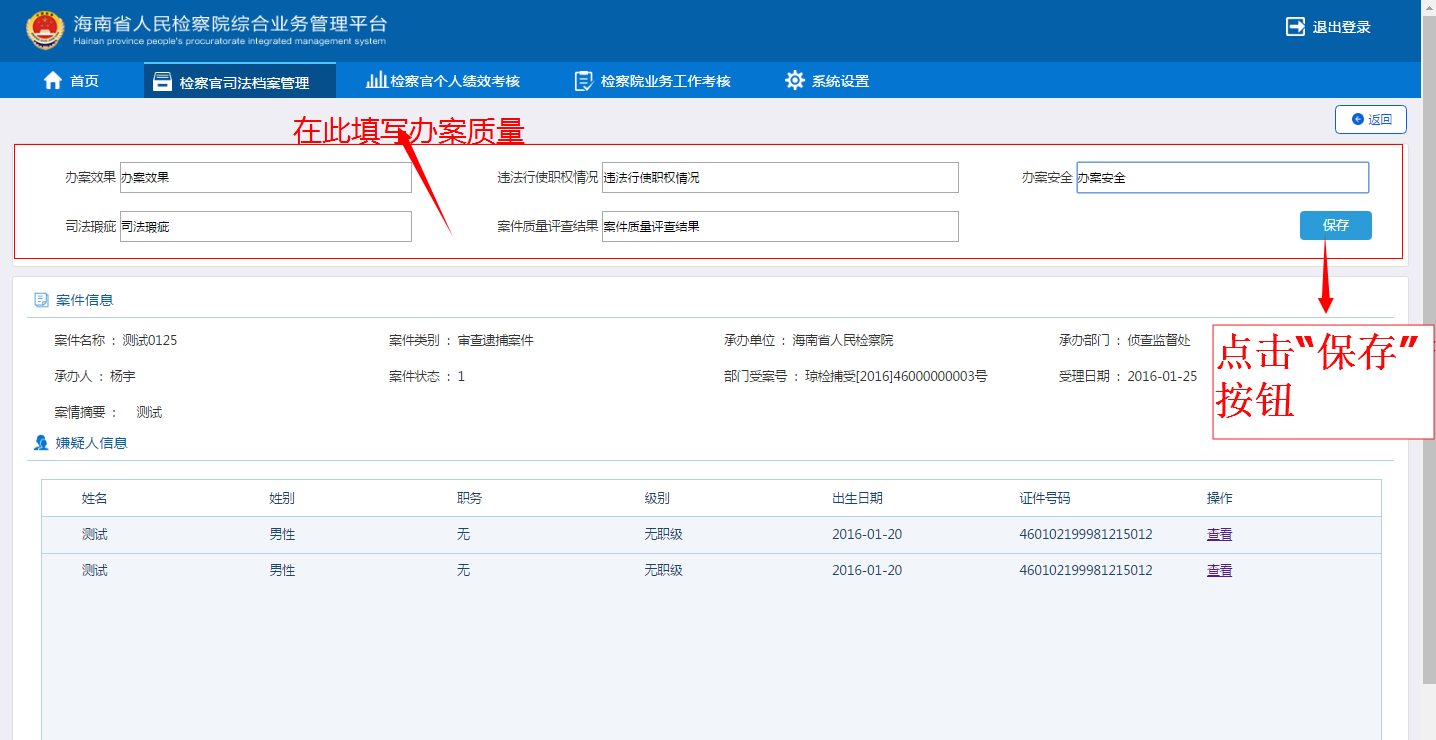 海南省人民检察院综合业务管理平台
Hainan province people's procuratorate integrated management system
退出登录
首页 检察官司法档案管理 检察官个人绩效考核 检察院业务工作考核 系统设置
返回
在此填写办案质量
办案效果 办案效果 违法行使职权情况 违法行使职权情况 办案安全 办案安全
司法瑕疵 司法瑕疵 案件质量评查结果 案件质量评查结果 保存
案件信息
案件名称 : 测试0125 案件类别 : 审查逮捕案件 承办单位 : 海南省人民检察院 承办部门 : 侦查监督处
承办人 : 杨宇 案件状态 : 1 部门受案号 : 琼检捕受[2016]46000000003号 受理日期 : 2016-01-25
案情摘要 : 测试
点击“保存”
按钮
嫌疑人信息
姓名 姓别 职务 级别 出生日期 证件号码 操作
测试 男性 无 无职级 2016-01-20 460102199981215012 查看
测试 男性 无 无职级 2016-01-20 460102199981215012 查看